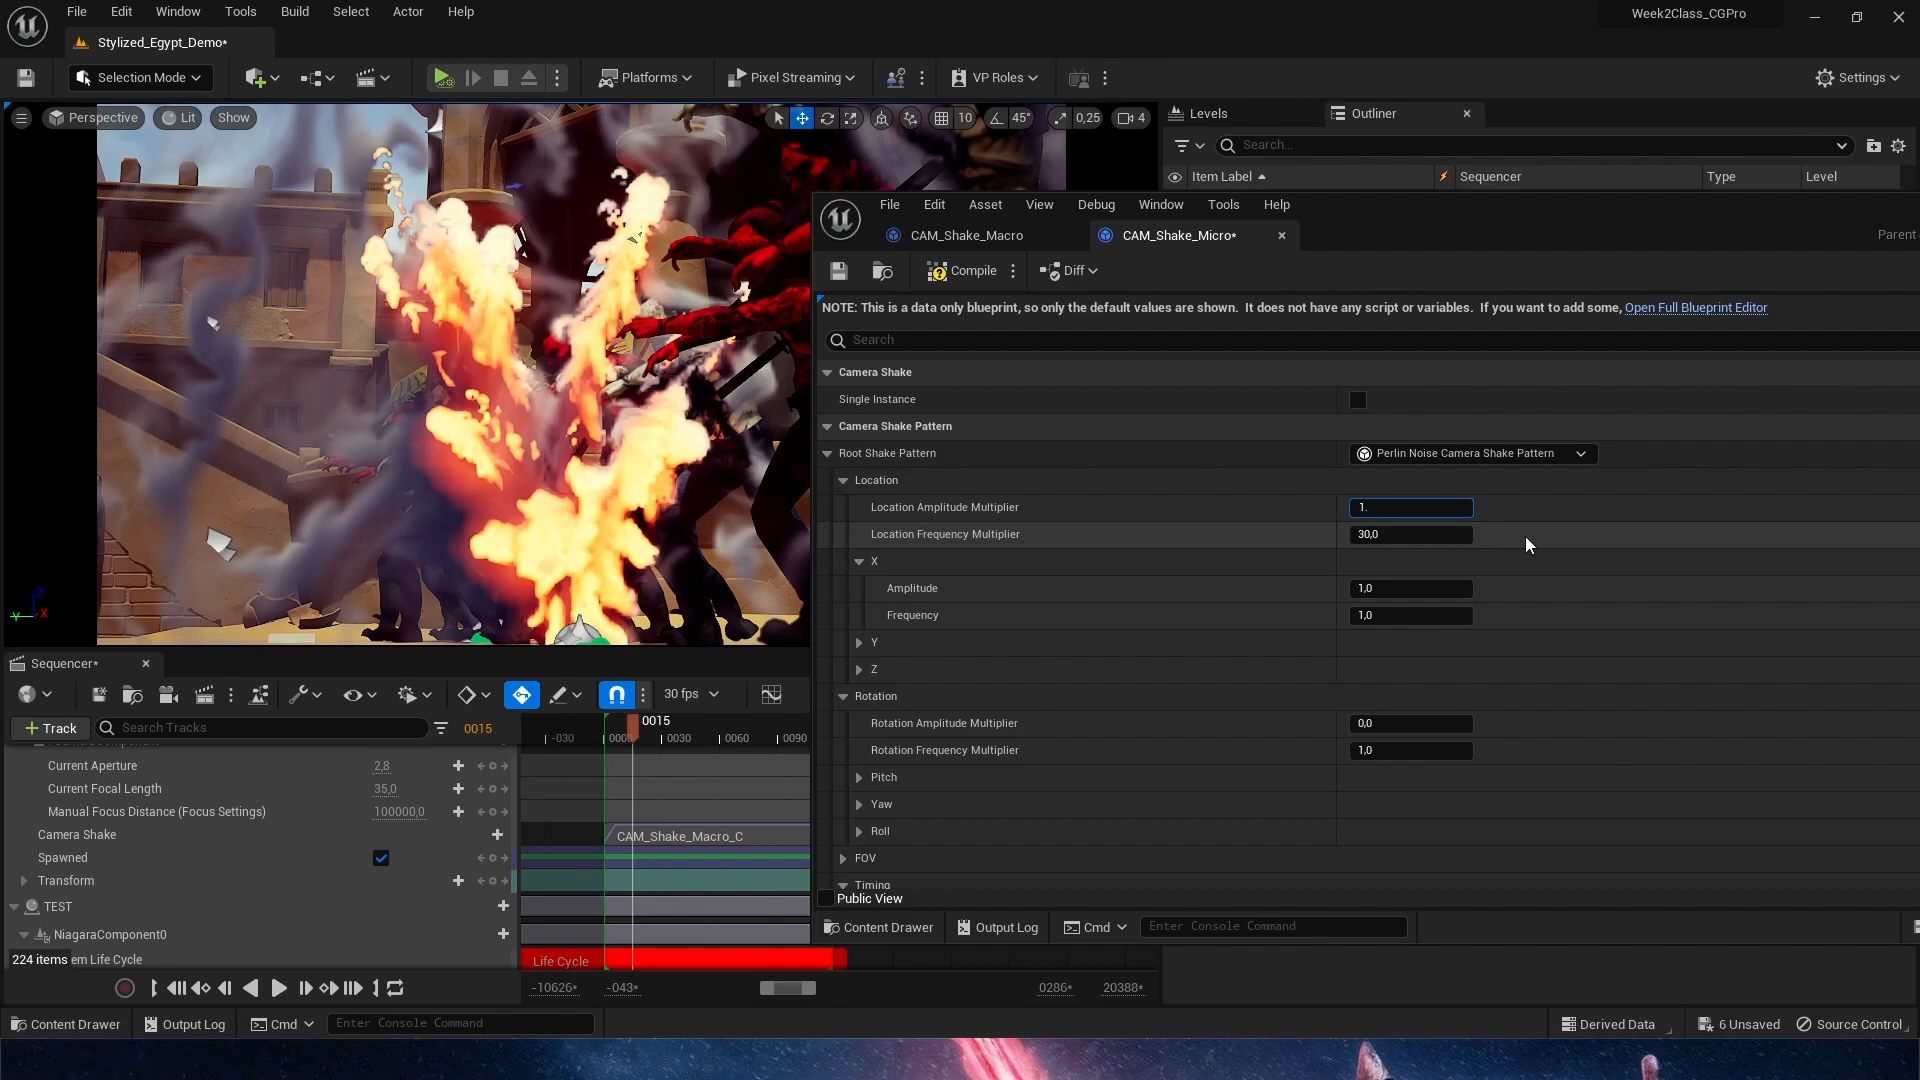 File Edit Window Tools Build Select Actor Help
Week2Class_CGPro
Stylized_Egypt_Demo*
Selection Mode Platforms Pixel Streaming VP Roles Settings
Perspective Lit Show 10 45° 0,25 4
Levels Outliner
Search...
Item Label Sequencer Type Level
File Edit Asset View Debug Window Tools Help
CAM_Shake_Macro CAM_Shake_Micro* Parent
Compile Diff
NOTE: This is a data only blueprint, so only the default values are shown. It does not have any script or variables. If you want to add some, Open Full Blueprint Editor
Search
Camera Shake
Single Instance
Camera Shake Pattern
Root Shake Pattern Perlin Noise Camera Shake Pattern
Location
Location Amplitude Multiplier 1.
Location Frequency Multiplier 30,0
X
Amplitude 1,0
Frequency 1,0
Y
Z
Rotation
Rotation Amplitude Multiplier 0,0
Rotation Frequency Multiplier 1,0
Pitch
Yaw
Roll
FOV
Timing
Public View
Content Drawer Output Log Cmd Enter Console Command
Sequencer*
30 fps
Track Search Tracks 0015
0015
-030 0000 0030 0060 0090
Current Aperture 2,8
Current Focal Length 35,0
Manual Focus Distance (Focus Settings) 100000,0
Camera Shake CAM_Shake_Macro_C
Spawned
Transform
TEST
NiagaraComponent0
224 items em Life Cycle Life Cycle
-10626* -043* 0286* 20388*
Content Drawer Output Log Cmd Enter Console Command Derived Data 6 Unsaved Source Control